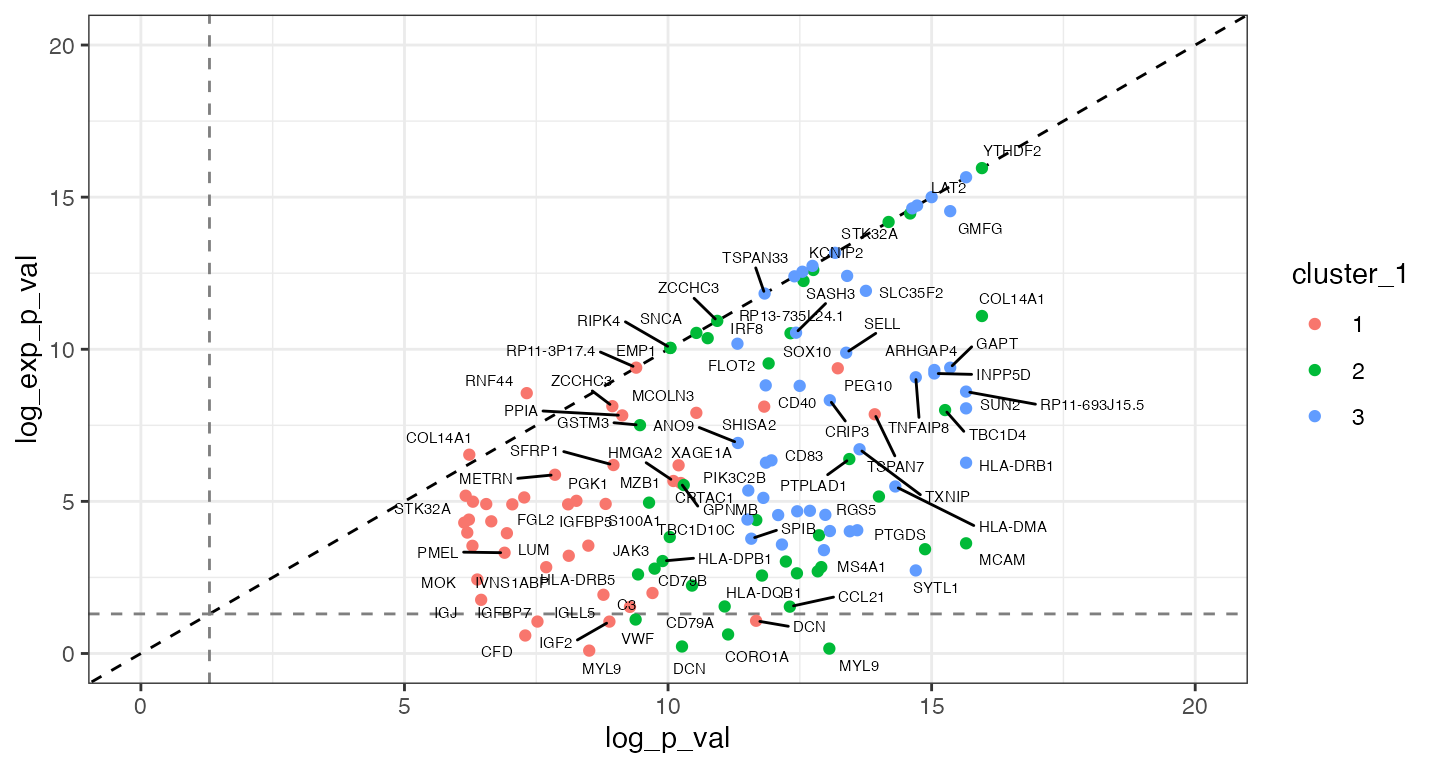 20
15
10
5
0
0
5
10
15
20
log_exp_p_val
log_p_val
cluster_1
1
2
3
YTHDF2
LAT2
GMFG
STK32A
TSPAN33
KCNIP2
ZCCHC3
SASH3
SLC35F2
COL14A1
RIPK4
SNCA
RP13-735L24.1
IRF8
SELL
RP11-3P17.4
EMP1
SOX10
ARHGAP4
GAPT
FLOT2
RNF44
ZCCHC3
INPP5D
MCOLN3
PEG10
PPIA
CD40
SUN2
RP11-693J15.5
GSTM3
ANO9
SHISA2
CRIP3
TNFAIP8
TBC1D4
COL14A1
SFRP1
HMGA2
XAGE1A
CD83
TSPAN7
HLA-DRB1
METRN
PGK1
MZB1
PIK3C2B
PTPLAD1
CRTAC1
TXNIP
STK32A
GPNMB
RGS5
FGL2
IGFBP5
S100A1
TBC1D10C
SPIB
HLA-DMA
PTGDS
PMEL
LUM
JAK3
HLA-DPB1
MCAM
MOK
IVNS1ABP
HLA-DRB5
CD79B
MS4A1
SYTL1
HLA-DQB1
CCL21
IGJ
IGFBP7
IGLL5
C3
CD79A
DCN
CFD
IGF2
VWF
MYL9
DCN
CORO1A
MYL9